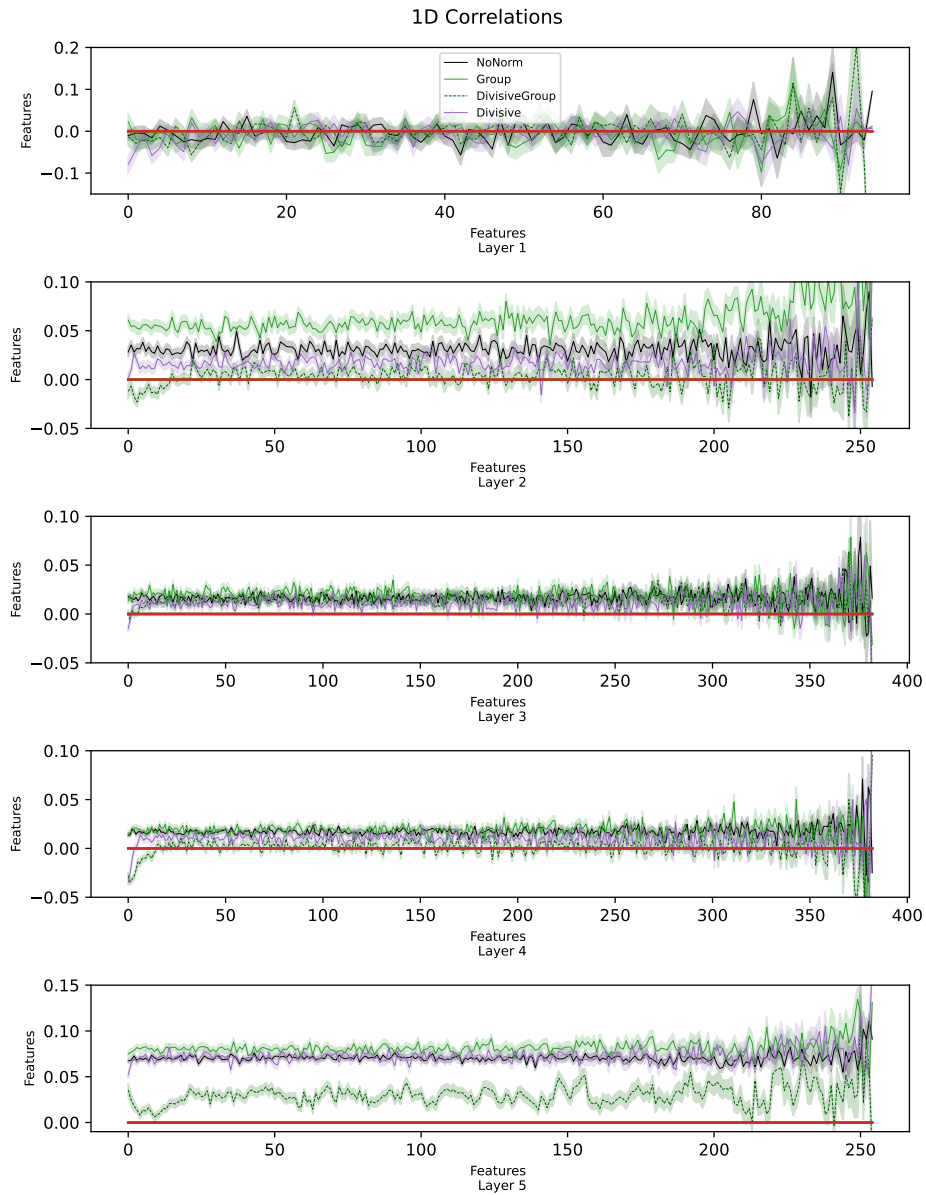 1D Correlations
0.2
0.1
0.0
−0.1
Features
NoNorm
Group
DivisiveGroup
Divisive
0 20 40 60 80
Features
Layer 1
0.10
0.05
0.00
−0.05
Features
0 50 100 150 200 250
Features
Layer 2
0.10
0.05
0.00
−0.05
Features
0 50 100 150 200 250 300 350 400
Features
Layer 3
0.10
0.05
0.00
−0.05
Features
0 50 100 150 200 250 300 350 400
Features
Layer 4
0.15
0.10
0.05
0.00
Features
0 50 100 150 200 250
Features
Layer 5